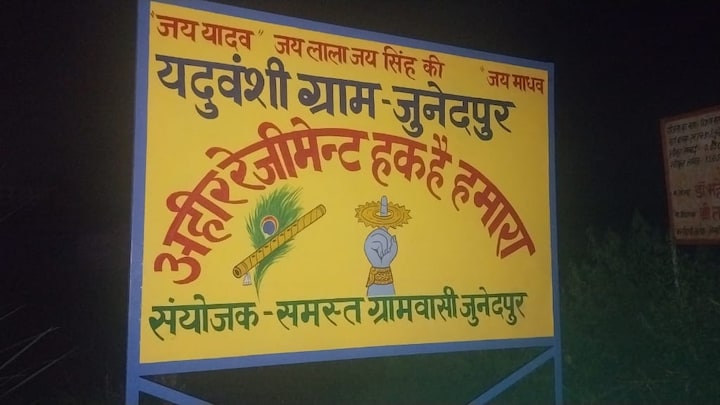 "जय यादव" जय लाला जय सिंह की "जय माधव
यदुवंशी ग्राम-जुनेदपुर
अहीर रेजीमेन्ट हक है हमारा
संयोजक-समस्त ग्रामवासी जुनेदपुर